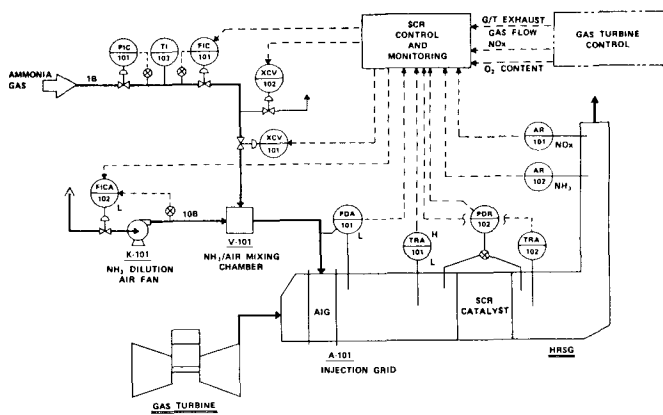 SCR
CONTROL
AND
MONITORING
G/T EXHAUST
GAS FLOW
NOx
O₂ CONTENT
GAS TURBINE
CONTROL
PIC
101
TI
103
FIC
101
AMMONIA
GAS
1B
XCV
102
XCV
101
AR
101
NOx
AR
102
NH₃
FICA
102
L
10B
K-101
NH₃ DILUTION
AIR FAN
V-101
NH₃/AIR MIXING
CHAMBER
FDA
101
L
TRA
101
H
L
PDR
102
TRA
102
AIG
SCR
CATALYST
A-101
INJECTION GRID
HRSG
GAS TURBINE